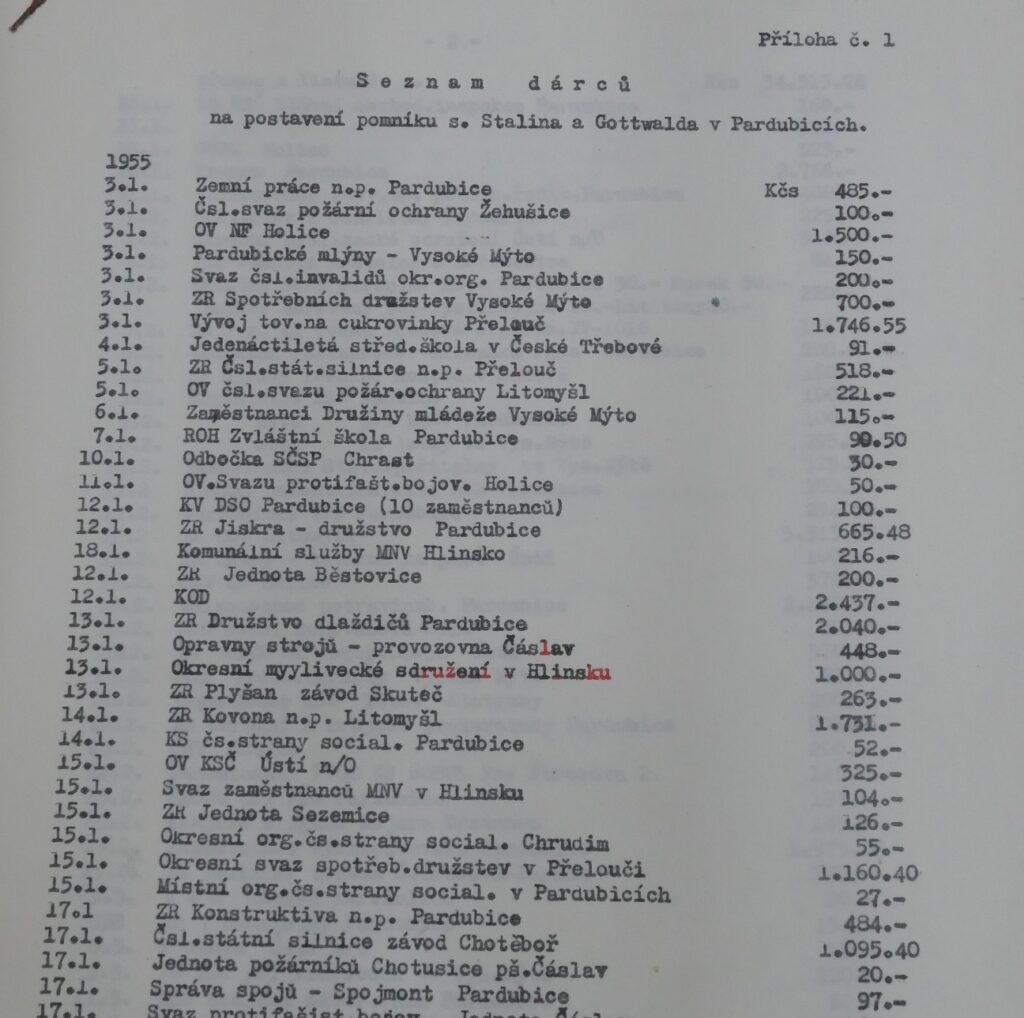 Příloha č. 1
S e z n a m   d á r c ů
na postavení pomníku s. Stalina a Gottwalda v Pardubicích.
1955
3.1. Zemní práce n.p. Pardubice Kčs 485.-
3.1. Čsl.svaz požární ochrany Žehušice 100.-
3.1. OV NF Holice 1.500.-
3.1. Pardubické mlýny - Vysoké Mýto 150.-
3.1. Svaz čsl.invalidů okr.org. Pardubice 200.-
3.1. ZR Spotřebních družstev Vysoké Mýto 700.-
3.1. Vývoj tov.na cukrovinky Přelouč 1.746.55
4.1. Jedenáctiletá střed.škola v České Třebové 91.-
5.1. ZR Čsl.stát.silnice n.p. Přelouč 518.-
5.1. OV čsl.svazu požár.ochrany Litomyšl 221.-
6.1. Zaměstnanci Družiny mládeže Vysoké Mýto 115.-
7.1. ROH Zvláštní škola Pardubice 90.50
10.1. Odbočka SČSP Chrast 30.-
11.1. OV.Svazu protifašt.bojov. Holice 50.-
12.1. KV DSO Pardubice (10 zaměstnanců) 100.-
12.1. ZR Jiskra - družstvo Pardubice 665.48
18.1. Komunální služby MNV Hlinsko 216.-
12.1. ZR Jednota Běstovice 200.-
12.1. KOD 2.437.-
13.1. ZR Družstvo dlaždičů Pardubice 2.040.-
13.1. Opravny strojů - provozovna Čáslav 448.-
13.1. Okresní myylivecké sdružení v Hlinsku 1.000.-
13.1. ZR Plyšan závod Skuteč 263.-
14.1. ZR Kovona n.p. Litomyšl 1.731.-
14.1. KS čs.strany social. Pardubice 52.-
15.1. OV KSČ Ústí n/O 325.-
15.1. Svaz zaměstnanců MNV v Hlinsku 104.-
15.1. ZR Jednota Sezemice 126.-
15.1. Okresní org.čs.strany social. Chrudim 55.-
15.1. Okresní svaz spotřeb.družstev v Přelouči 1.160.40
15.1. Místní org.čs.strany social. v Pardubicích 27.-
17.1 ZR Konstruktiva n.p. Pardubice 484.-
17.1. Čsl.státní silnice závod Chotěboř 1.095.40
17.1. Jednota požárníků Chotusice pš.Čáslav 20.-
17.1. Správa spojů - Spojmont Pardubice 97.-
17.1. Svaz protifašist.bojov. Jednota